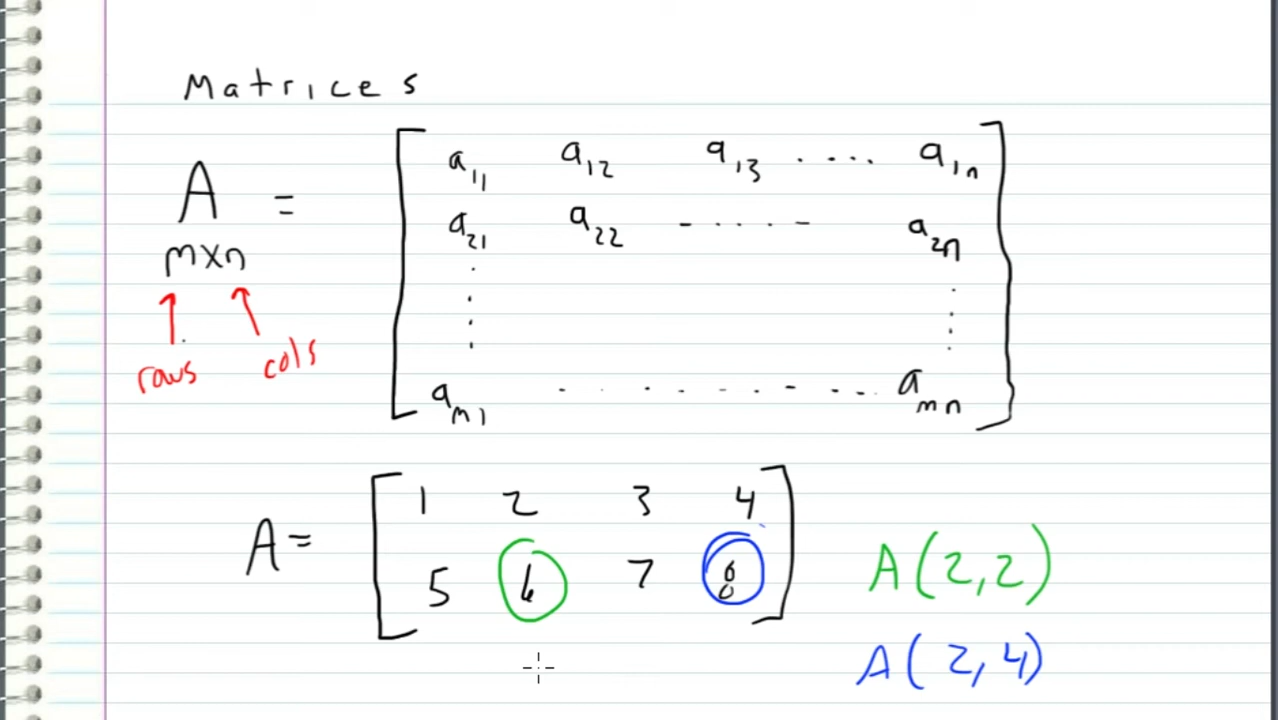 Matrices
A = [ a11 a12 a13 ..... a1n ]
mxn [ a21 a22 - .... - a2n ]
rows cols
[ am1 . . . . . . . . . amn ]
A = [ 1 2 3 4 ]
[ 5 6 7 8 ] A(2,2)
A(2,4)